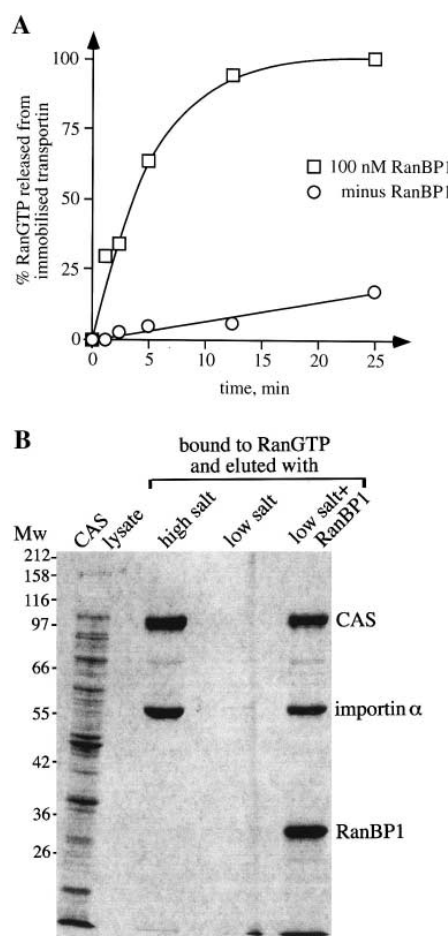 A
% RanGTP released from
immobilised transportin
100
75
50
25
0
0 5 10 15 20 25
time, min
100 nM RanBP1
minus RanBP1
B
bound to RanGTP
and eluted with
Mw
CAS
lysate
high salt
low salt
low salt+
RanBP1
212-
158-
116-
97-
66-
55-
42-
36-
26-
CAS
importin α
RanBP1